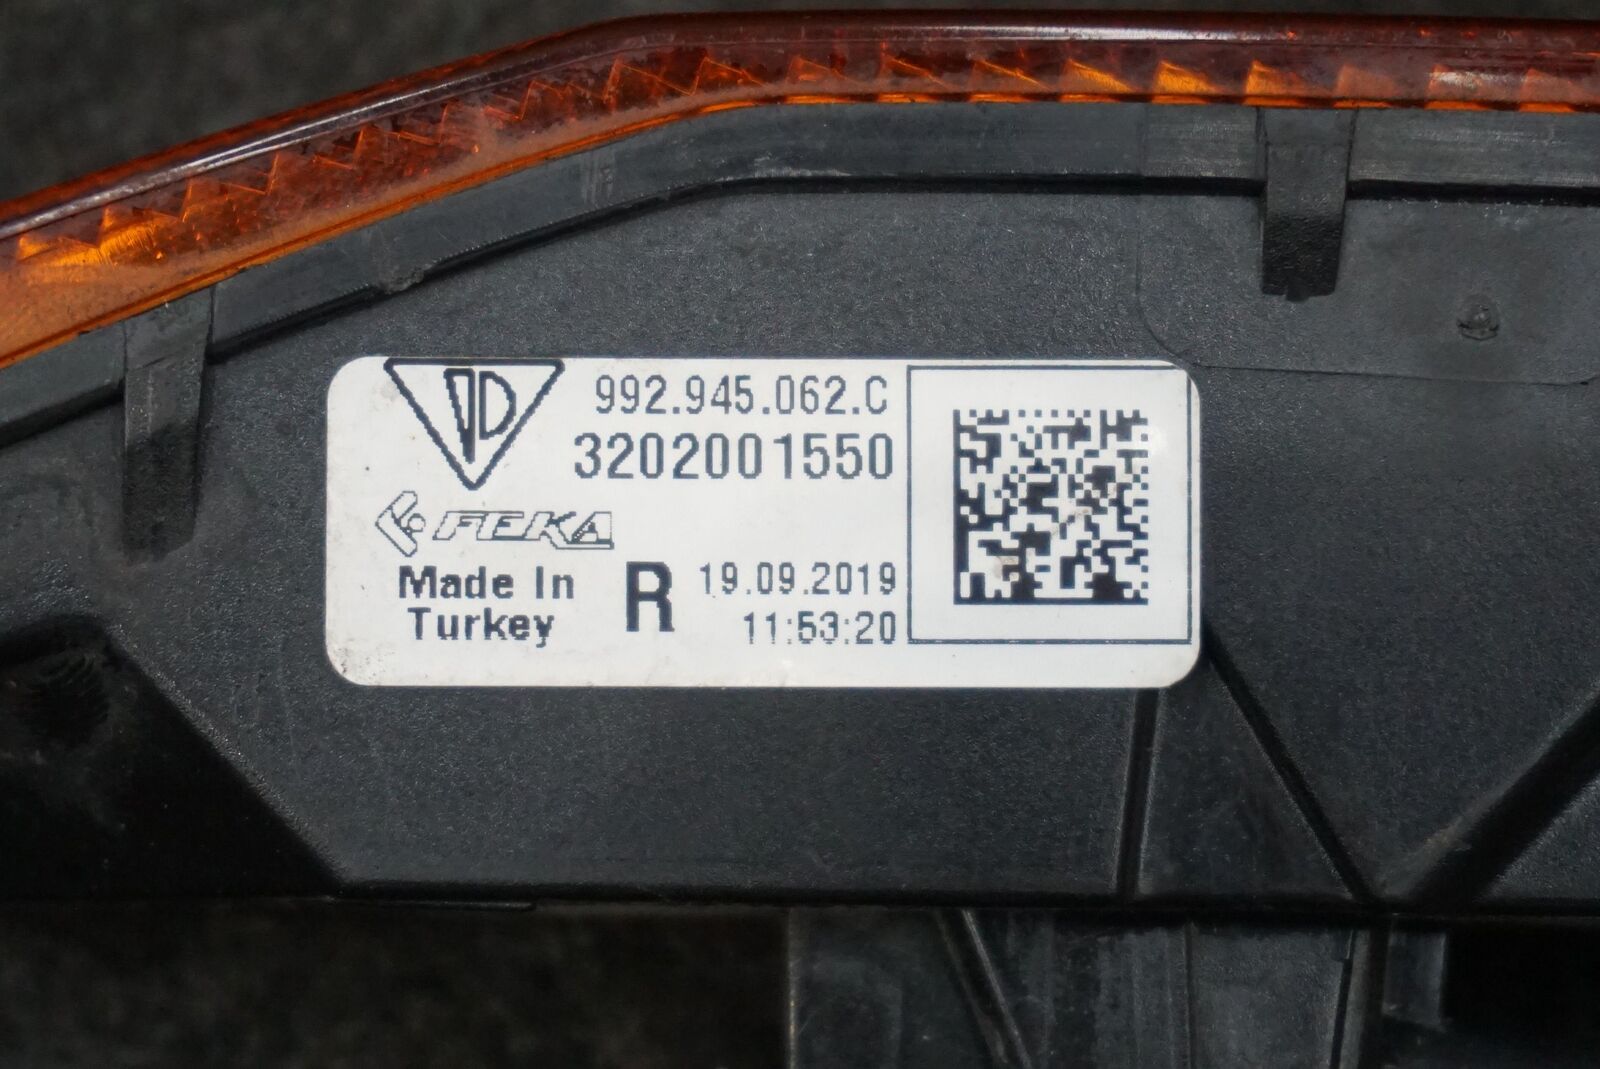 992.945.062.C
3202001550
FEKA
Made In
Turkey
R
19.09.2019
11:53:20